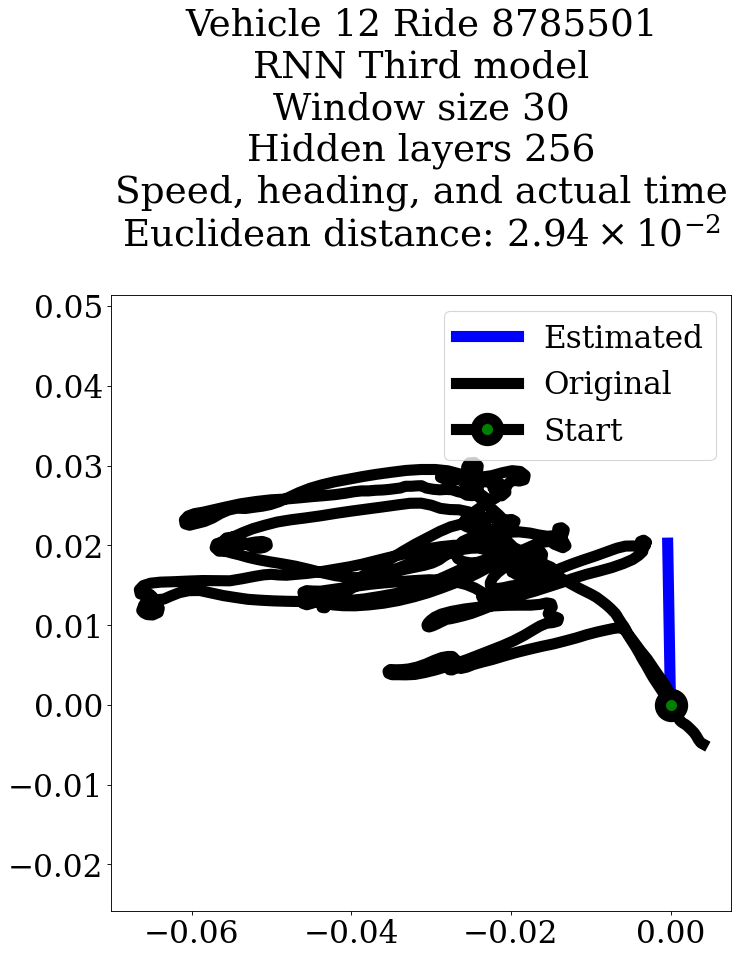 Vehicle 12 Ride 8785501
RNN Third model
Window size 30
Hidden layers 256
Speed, heading, and actual time
Euclidean distance: 2.94 × 10⁻²
0.05
0.04
0.03
0.02
0.01
0.00
−0.01
−0.02
Estimated
Original
Start
−0.06 −0.04 −0.02 0.00